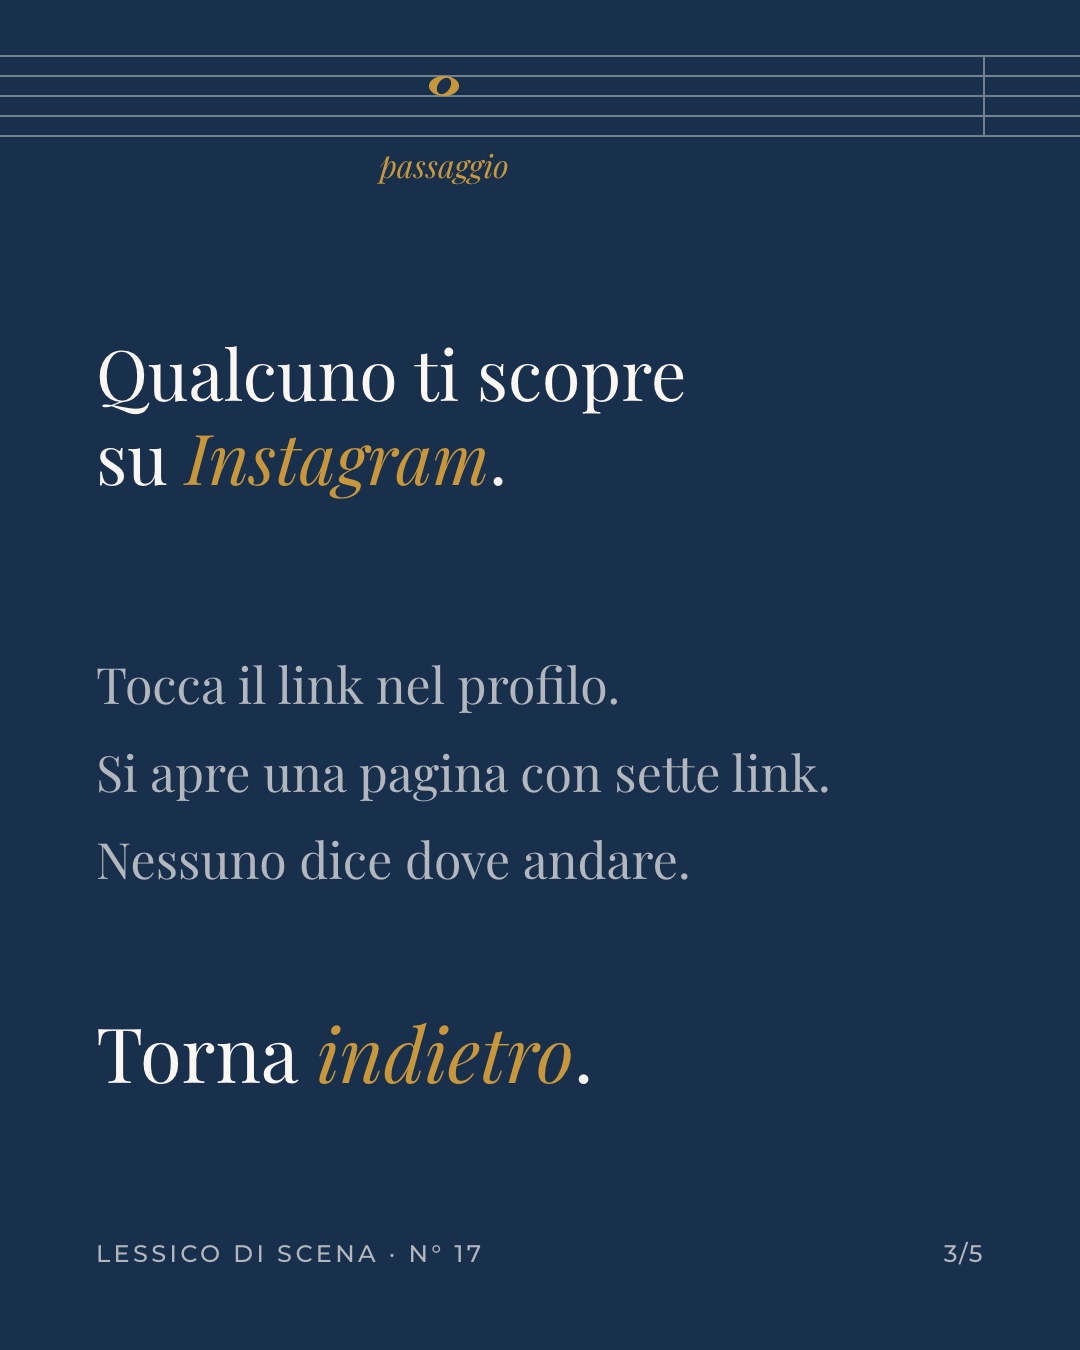 passaggio
Qualcuno ti scopre
su Instagram.
Tocca il link nel profilo.
Si apre una pagina con sette link.
Nessuno dice dove andare.
Torna indietro.
LESSICO DI SCENA · N° 17
3/5